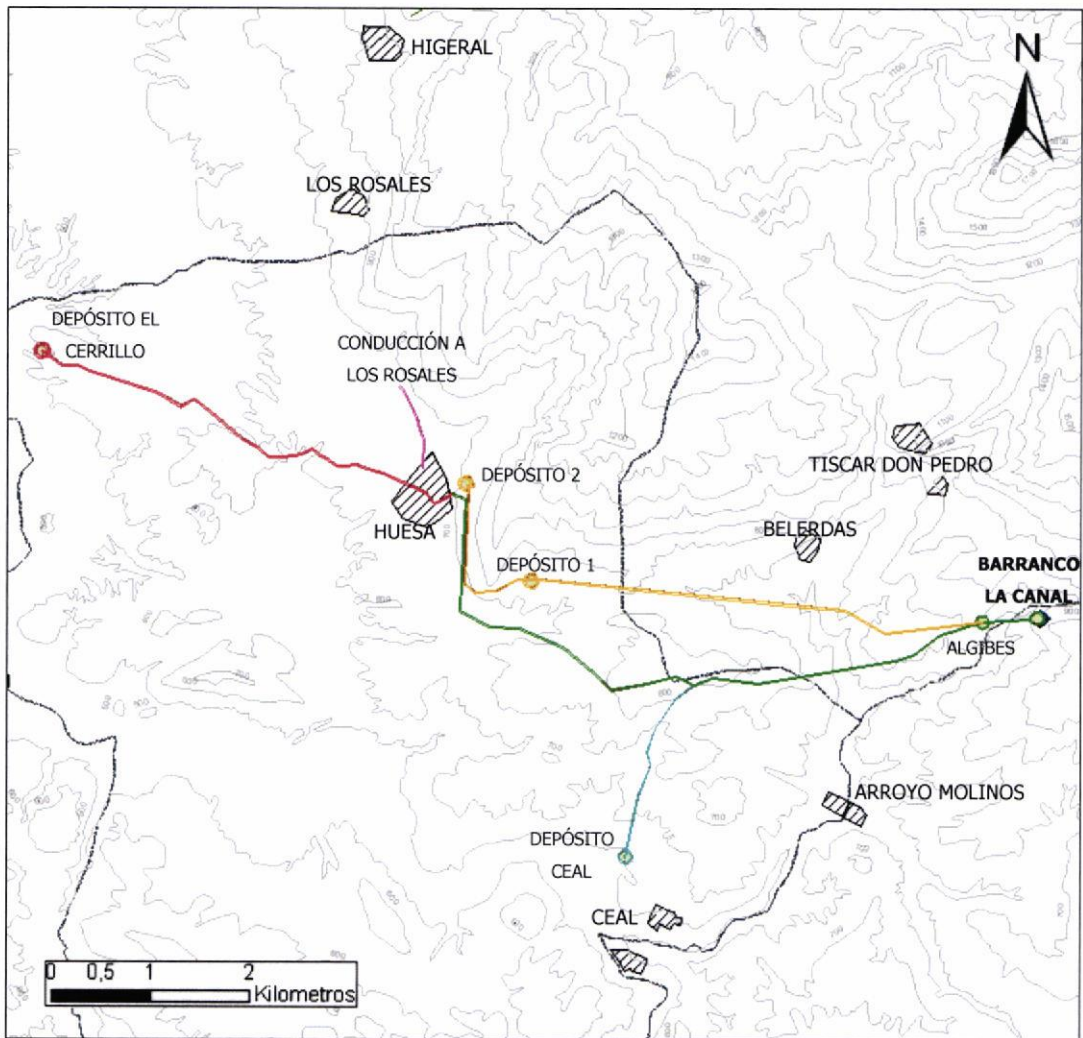 HIGERAL
N
LOS ROSALES
DEPÓSITO EL
CERRILLO
CONDUCCIÓN A
LOS ROSALES
TISCAR DON PEDRO
DEPÓSITO 2
HUESA
BELERDAS
DEPÓSITO 1
BARRANCO
LA CANAL
ALGIBES
ARROYO MOLINOS
DEPÓSITO
CEAL
CEAL
0 0,5 1 2
Kilometros